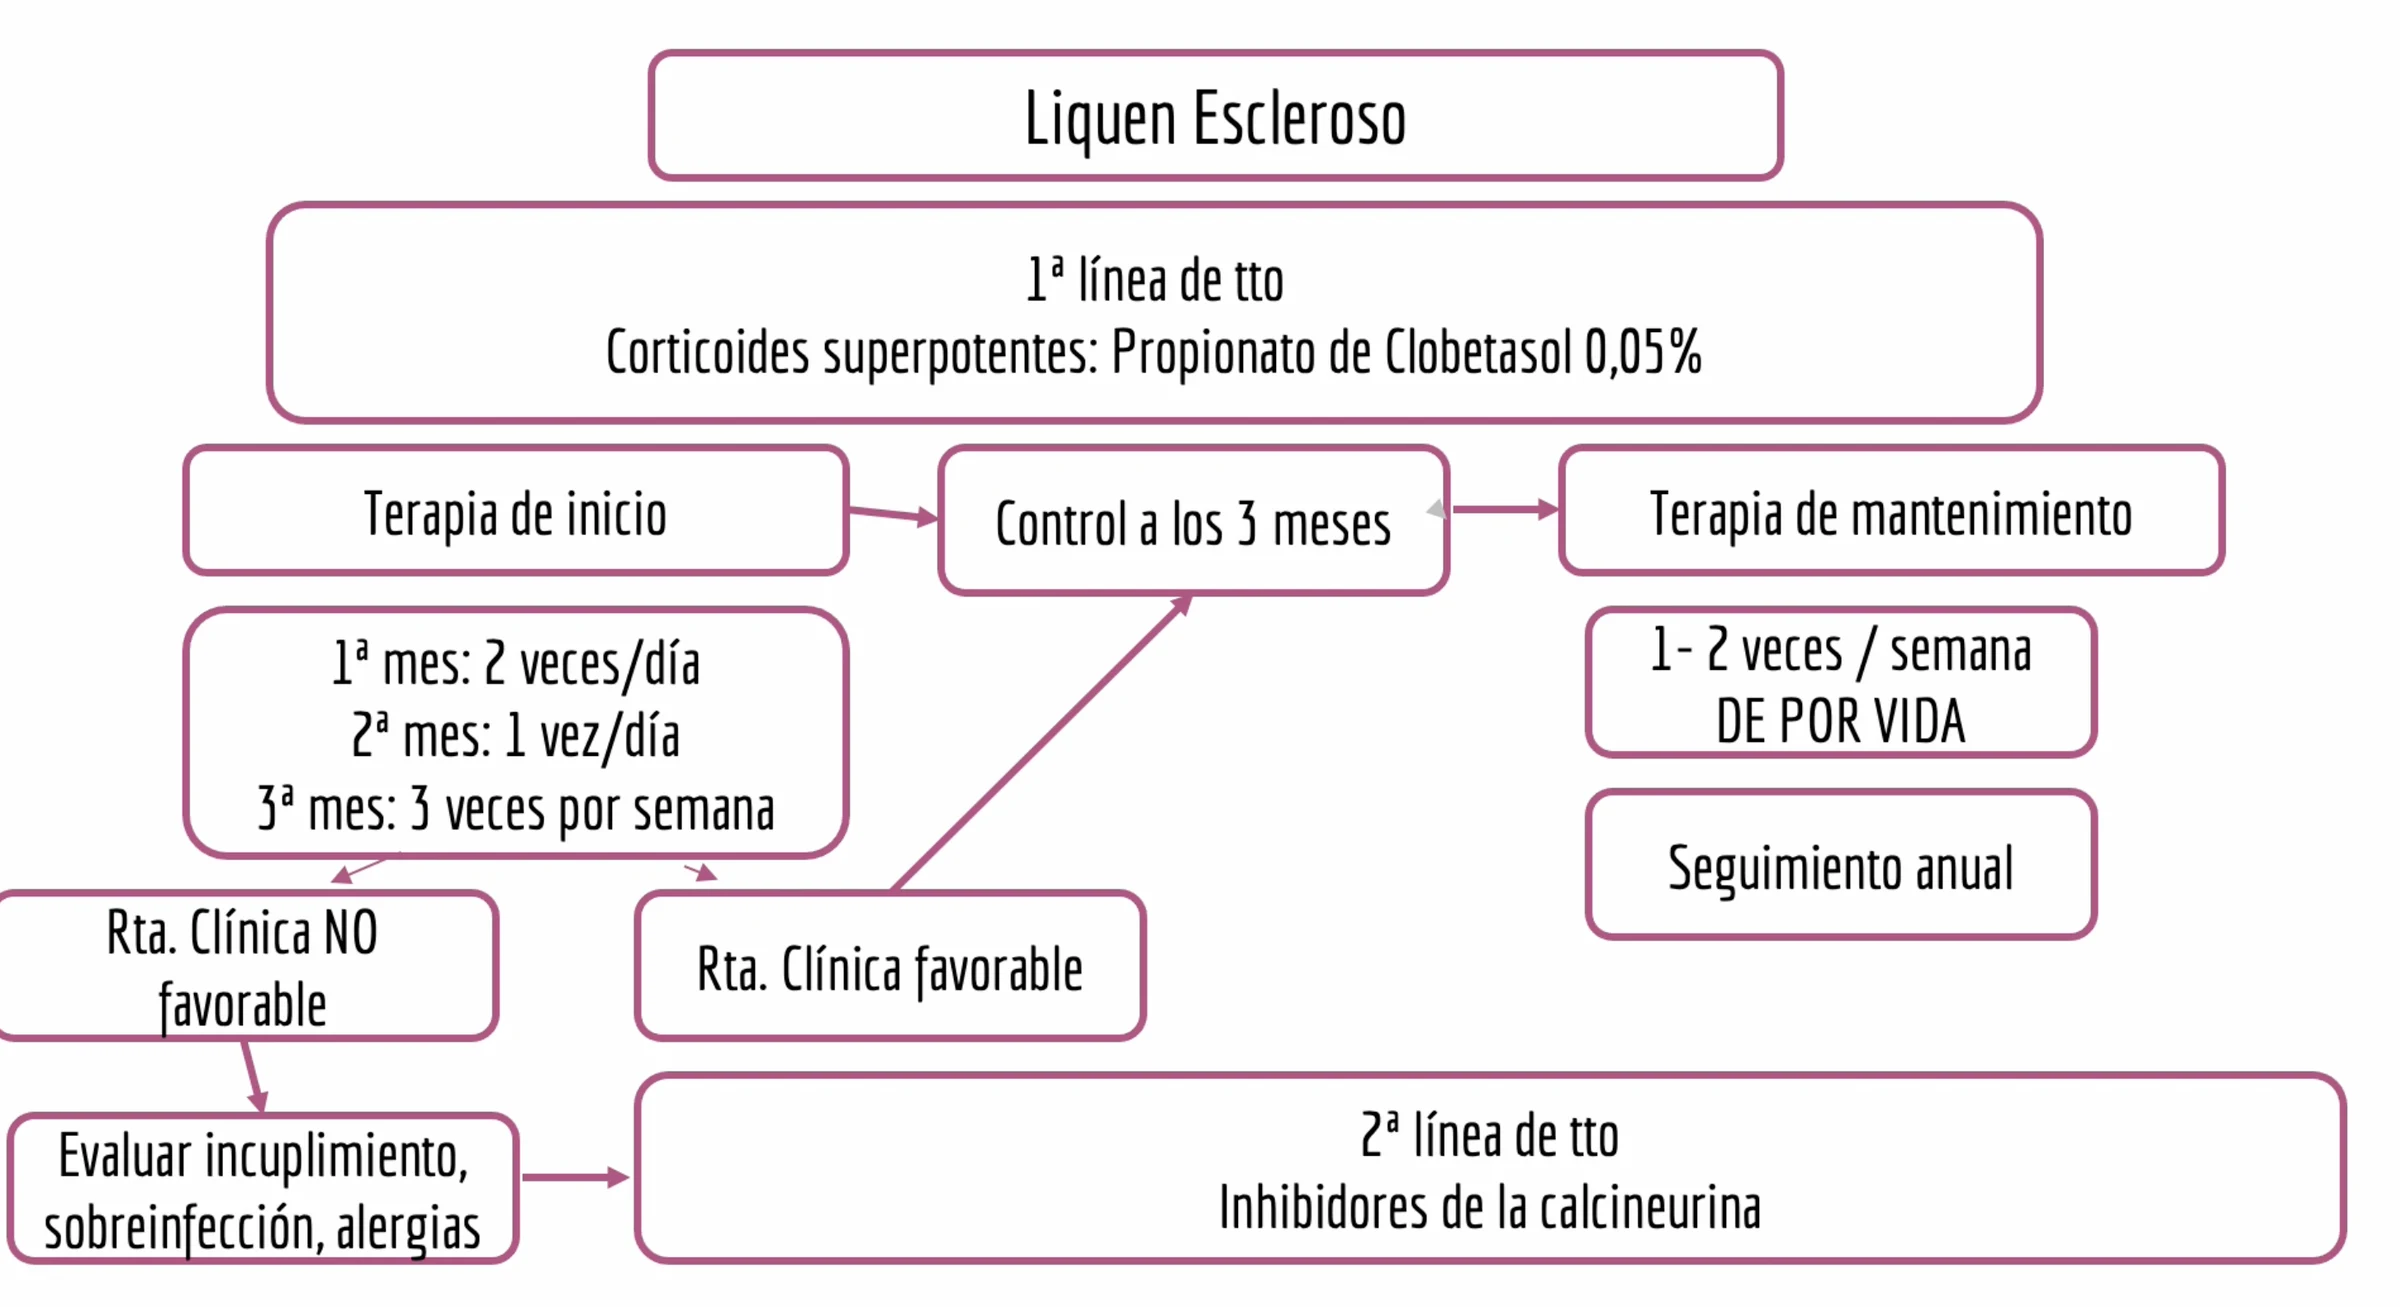 Liquen Escleroso
1ª línea de tto
Corticoides superpotentes: Propionato de Clobetasol 0,05%
Terapia de inicio
Control a los 3 meses
Terapia de mantenimiento
1ª mes: 2 veces/día
2ª mes: 1 vez/día
3ª mes: 3 veces por semana
1- 2 veces / semana
DE POR VIDA
Seguimiento anual
Rta. Clínica NO
favorable
Rta. Clínica favorable
Evaluar incuplimiento,
sobreinfección, alergias
2ª línea de tto
Inhibidores de la calcineurina